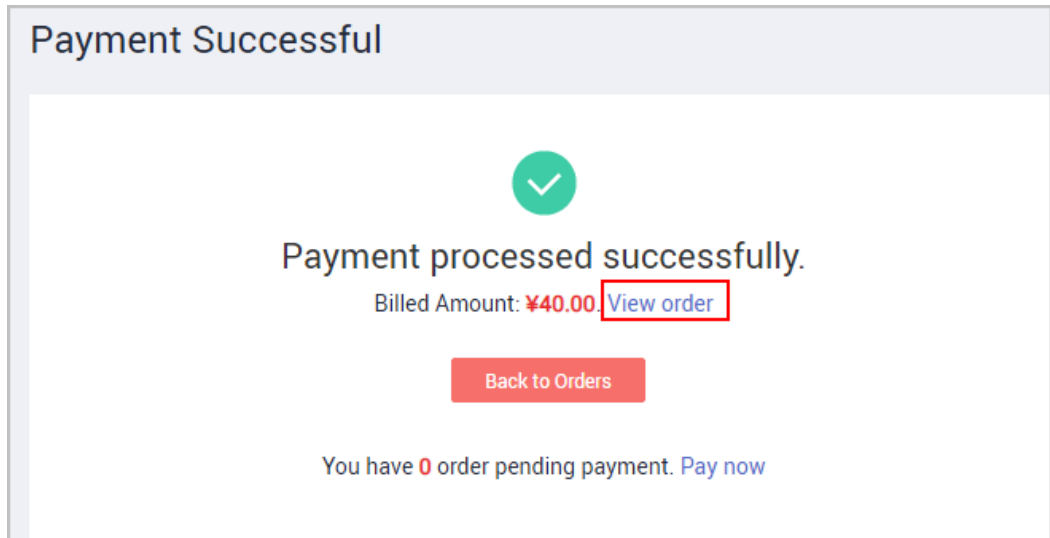 Payment Successful
Payment processed successfully.
Billed Amount: ¥40.00. View order
Back to Orders
You have 0 order pending payment. Pay now